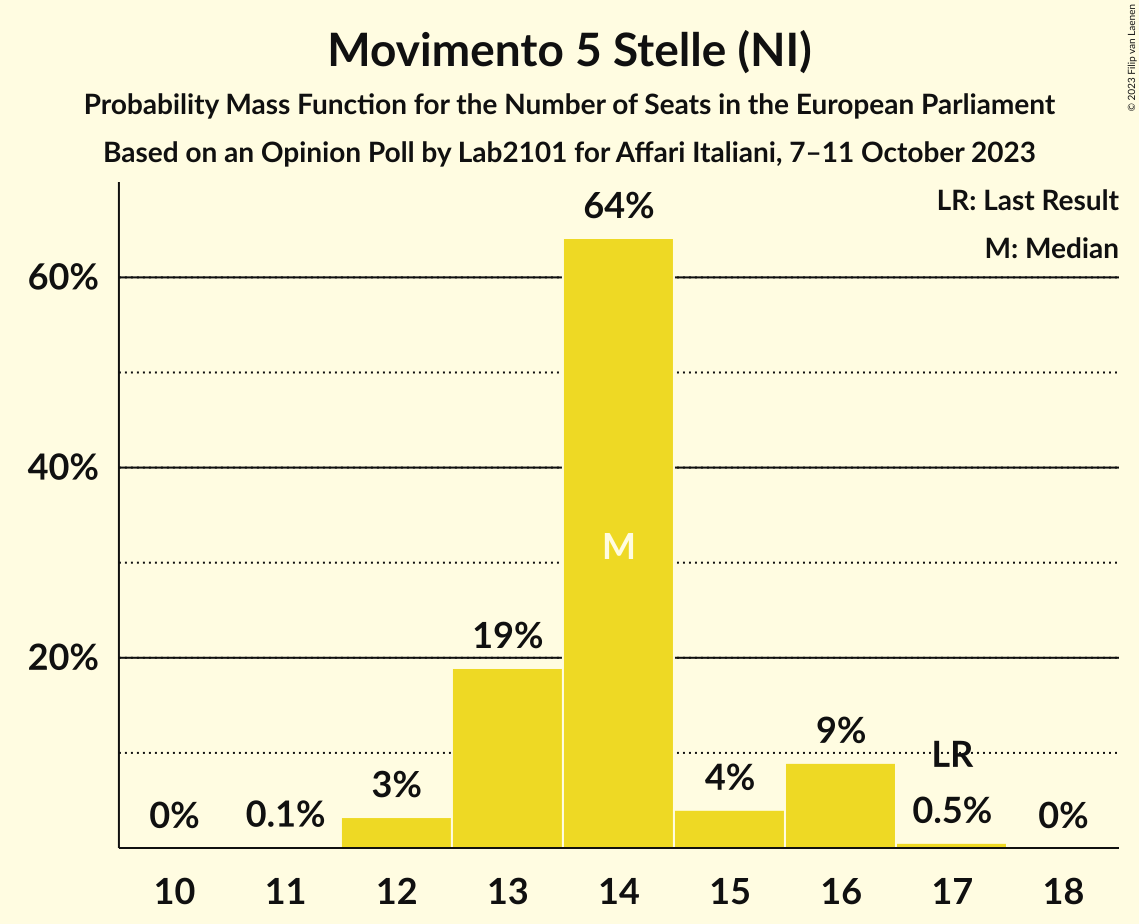 Movimento 5 Stelle (NI)
Probability Mass Function for the Number of Seats in the European Parliament
Based on an Opinion Poll by Lab2101 for Affari Italiani, 7–11 October 2023
© 2023 Filip van Laenen
LR: Last Result
M: Median
64%
60%
40%
M
19%
20%
9%
LR
4%
3%
0.5%
0%
0.1%
0%
10 11 12 13 14 15 16 17 18